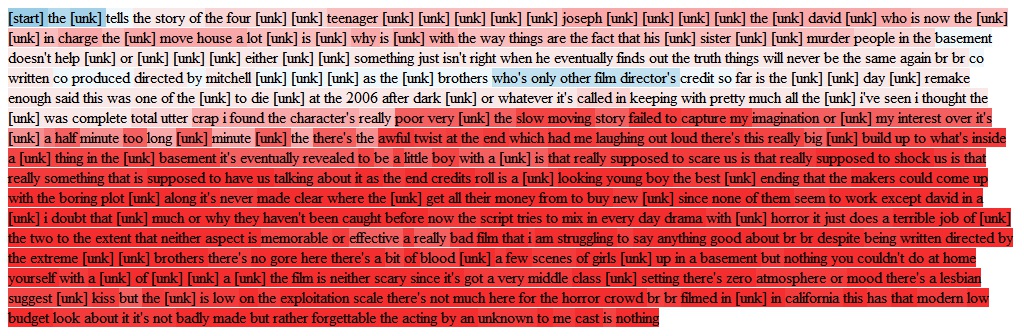 [start] the [unk] tells the story of the four [unk] [unk] teenager [unk] [unk] [unk] [unk] [unk] joseph [unk] [unk] [unk] [unk] the [unk] david [unk] who is now the [unk]
[unk] in charge the [unk] move house a lot [unk] is [unk] why is [unk] with the way things are the fact that his [unk] sister [unk] [unk] murder people in the basement
doesn't help [unk] or [unk] [unk] [unk] either [unk] [unk] something just isn't right when he eventually finds out the truth things will never be the same again br br co
written co produced directed by mitchell [unk] [unk] [unk] as the [unk] brothers who's only other film director's credit so far is the [unk] [unk] day [unk] remake
enough said this was one of the [unk] to die [unk] at the 2006 after dark [unk] or whatever it's called in keeping with pretty much all the [unk] i've seen i thought the
[unk] was complete total utter crap i found the character's really poor very [unk] the slow moving story failed to capture my imagination or [unk] my interest over it's
[unk] a half minute too long [unk] minute [unk] the there's the awful twist at the end which had me laughing out loud there's this really big [unk] build up to what's inside
a [unk] thing in the [unk] basement it's eventually revealed to be a little boy with a [unk] is that really supposed to scare us is that really supposed to shock us is that
really something that is supposed to have us talking about it as the end credits roll is a [unk] looking young boy the best [unk] ending that the makers could come up
with the boring plot [unk] along it's never made clear where the [unk] get all their money from to buy new [unk] since none of them seem to work except david in a
[unk] i doubt that [unk] much or why they haven't been caught before now the script tries to mix in every day drama with [unk] horror it just does a terrible job of [unk]
the two to the extent that neither aspect is memorable or effective a really bad film that i am struggling to say anything good about br br despite being written directed by
the extreme [unk] [unk] brothers there's no gore here there's a bit of blood [unk] a few scenes of girls [unk] up in a basement but nothing you couldn't do at home
yourself with a [unk] of [unk] [unk] a [unk] the film is neither scary since it's got a very middle class [unk] setting there's zero atmosphere or mood there's a lesbian
suggest [unk] kiss but the [unk] is low on the exploitation scale there's not much here for the horror crowd br br filmed in [unk] in california this has that modern low
budget look about it it's not badly made but rather forgettable the acting by an unknown to me cast is nothing